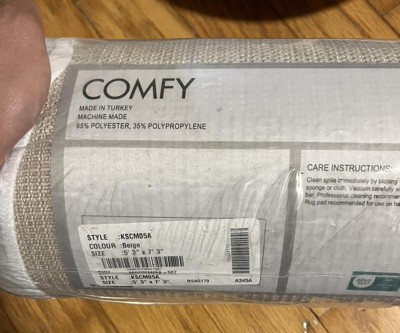 COMFY
MADE IN TURKEY
MACHINE MADE
65% POLYESTER, 35% POLYPROPYLENE
CARE INSTRUCTIONS:
Clean spills immediately by blotting
sponge or cloth. Vacuum carefully
bar. Professional cleaning
Rug pad recommended for use on
STYLE :KSCM05A
COLOUR :Beige
SIZE :5' 3" x 7' 3"
STYLE :KSCM05A
SIZE :5' 3" x 7' 3"
A345A